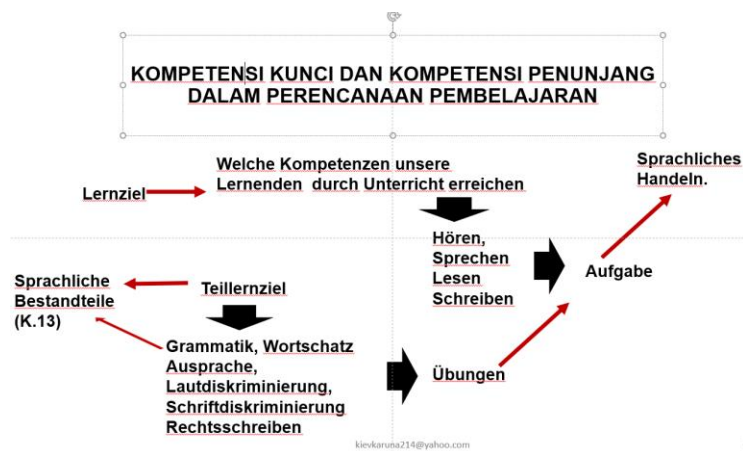 KOMPETENSI KUNCI DAN KOMPETENSI PENUNJANG
DALAM PERENCANAAN PEMBELAJARAN
Lernziel
Welche Kompetenzen unsere
Lernenden durch Unterricht erreichen
Sprachliches
Handeln.
Hören,
Sprechen
Lesen
Schreiben
Aufgabe
Sprachliche
Bestandteile
(K.13)
Teillernziel
Grammatik, Wortschatz
Ausprache,
Lautdiskriminierung,
Schriftdiskriminierung
Rechtsschreiben
Übungen
kievkaruna214@yahoo.com